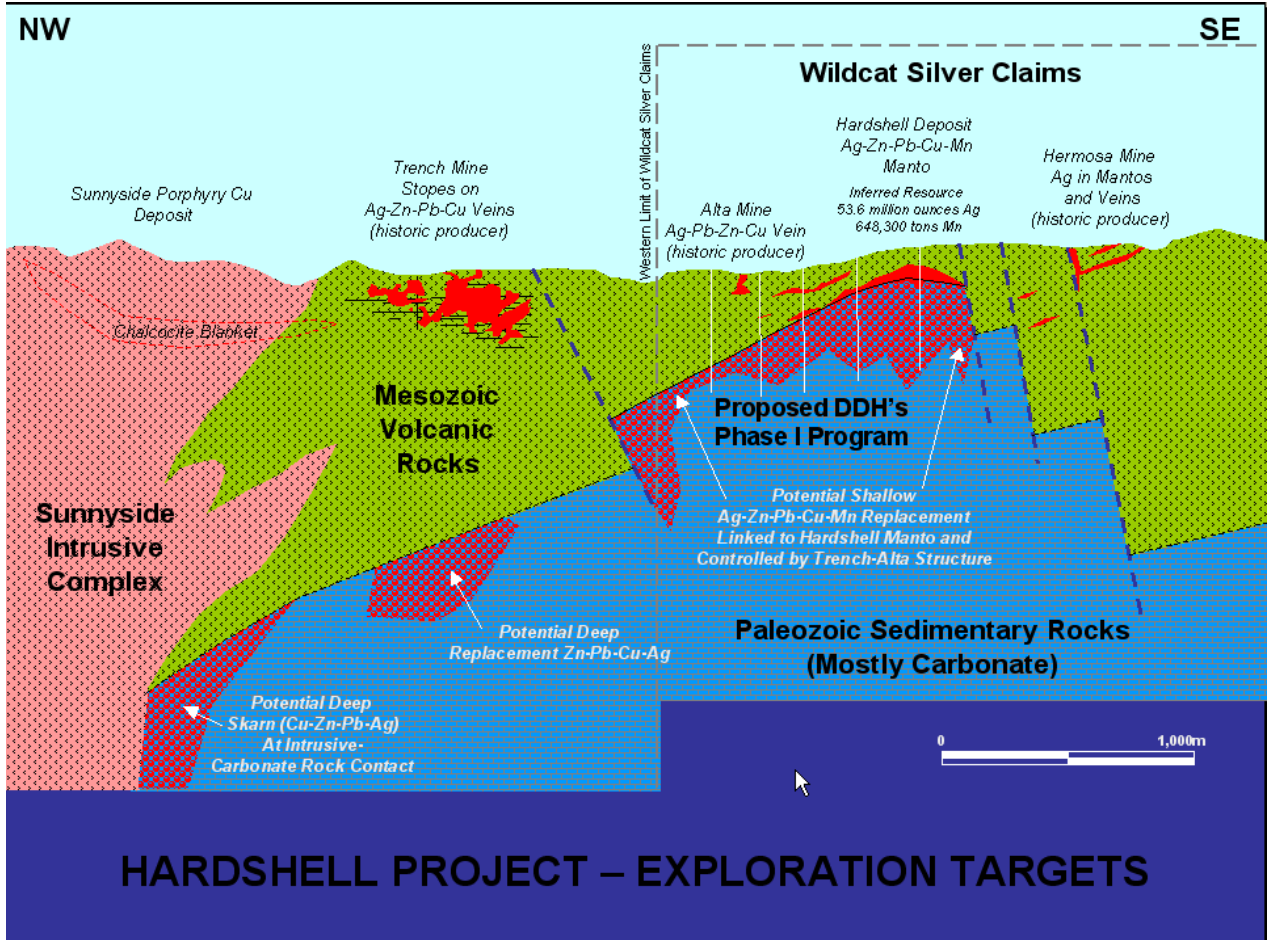 NW
SE
Western Limit of Wildcat Silver Claims
Wildcat Silver Claims
Sunnyside Porphyry Cu
Deposit
Trench Mine
Stopes on
Ag-Zn-Pb-Cu Veins
(historic producer)
Alta Mine
Ag-Pb-Zn-Cu Vein
(historic producer)
Hardshell Deposit
Ag-Zn-Pb-Cu-Mn
Manto
Inferred Resource
53.6 million ounces Ag
648,300 tons Mn
Hermosa Mine
Ag in Mantos
and Veins
(historic producer)
Chalcocite Blanket
Mesozoic
Volcanic
Rocks
Proposed DDH's
Phase I Program
Sunnyside
Intrusive
Complex
Potential Shallow
Ag-Zn-Pb-Cu-Mn Replacement
Linked to Hardshell Manto and
Controlled by Trench-Alta Structure
Potential Deep
Replacement Zn-Pb-Cu-Ag
Paleozoic Sedimentary Rocks
(Mostly Carbonate)
Potential Deep
Skarn (Cu-Zn-Pb-Ag)
At Intrusive-
Carbonate Rock Contact
0 1,000m
HARDSHELL PROJECT – EXPLORATION TARGETS